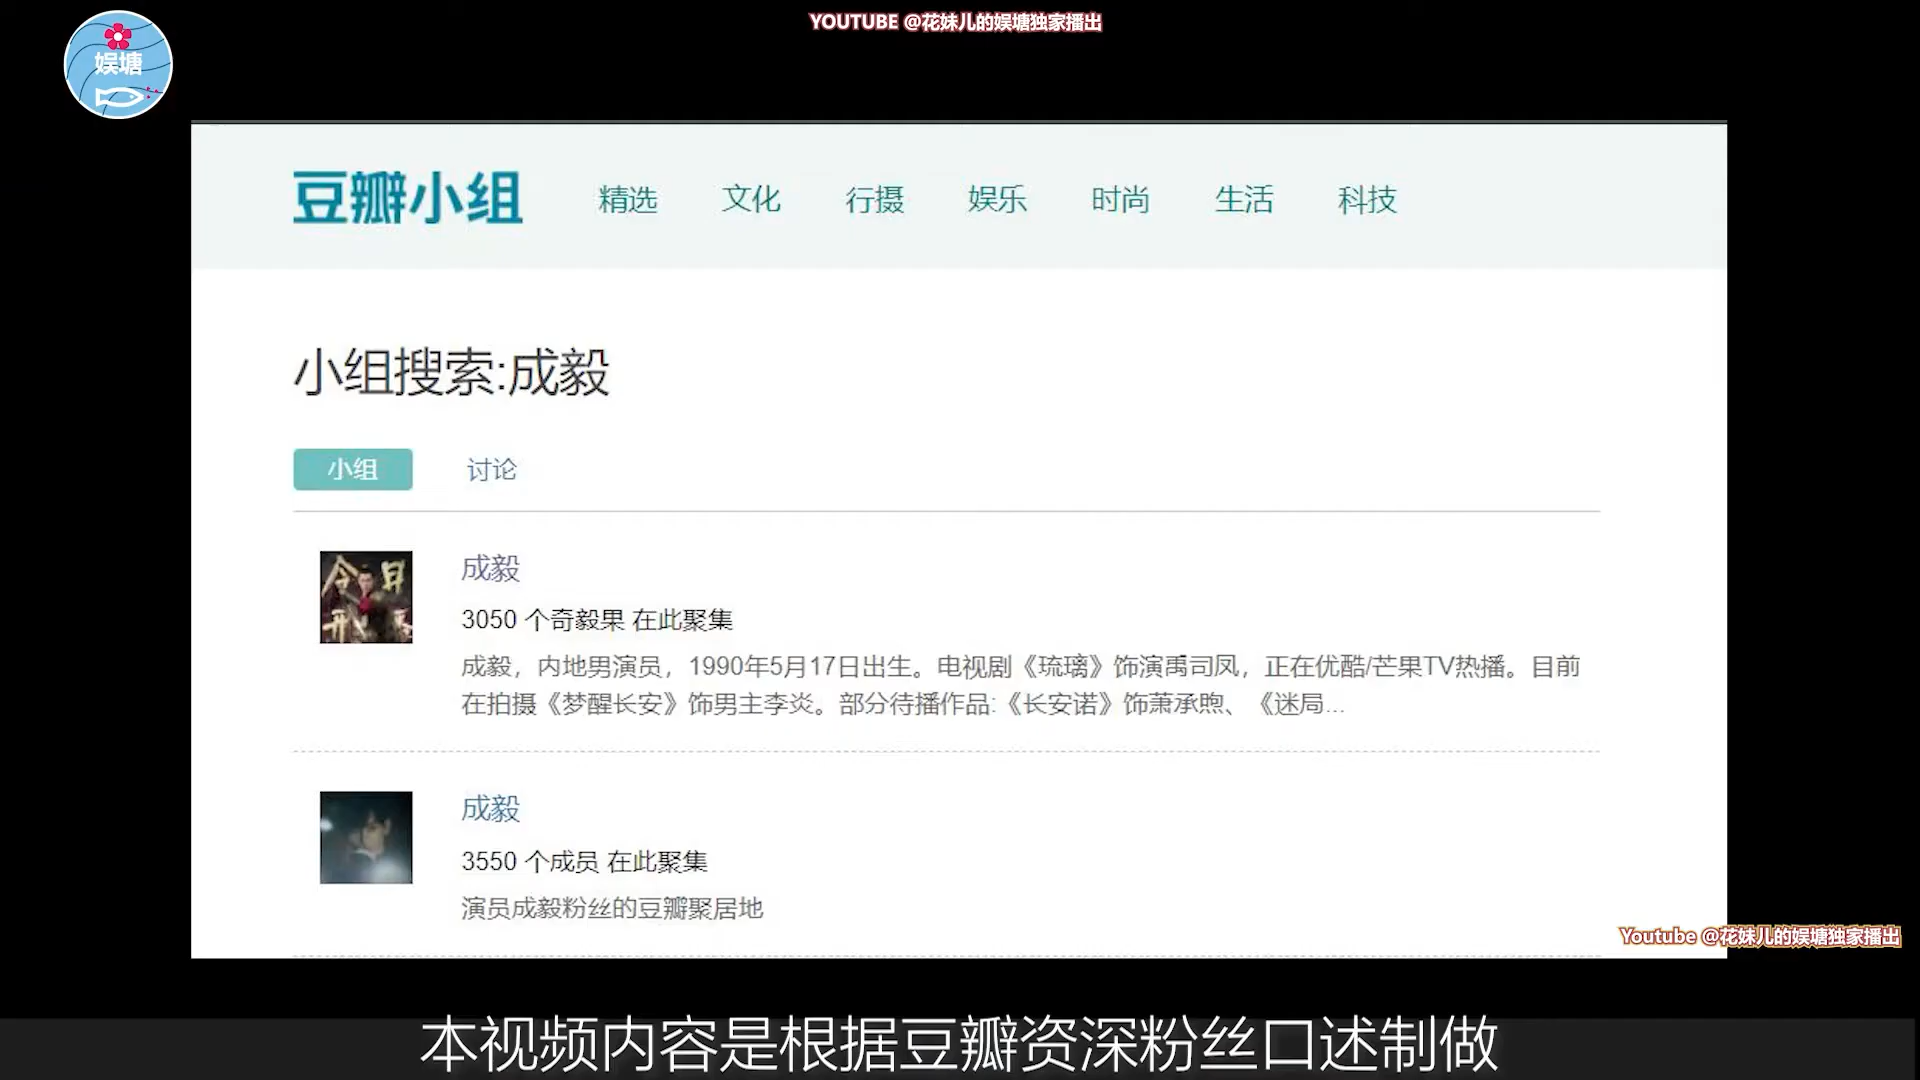 YOUTUBE @花妹儿的娱塘独家播出
娱塘
豆瓣小组 精选 文化 行摄 娱乐 时尚 生活 科技
小组搜索:成毅
小组 讨论
成毅
3050 个奇毅果 在此聚集
成毅，内地男演员，1990年5月17日出生。电视剧《琉璃》饰演禹司凤，正在优酷/芒果TV热播。目前
在拍摄《梦醒长安》饰男主李炎。部分待播作品:《长安诺》饰萧承煦、《迷局...
成毅
3550 个成员 在此聚集
演员成毅粉丝的豆瓣聚居地
Youtube @花妹儿的娱塘独家播出
本视频内容是根据豆瓣资深粉丝口述制做